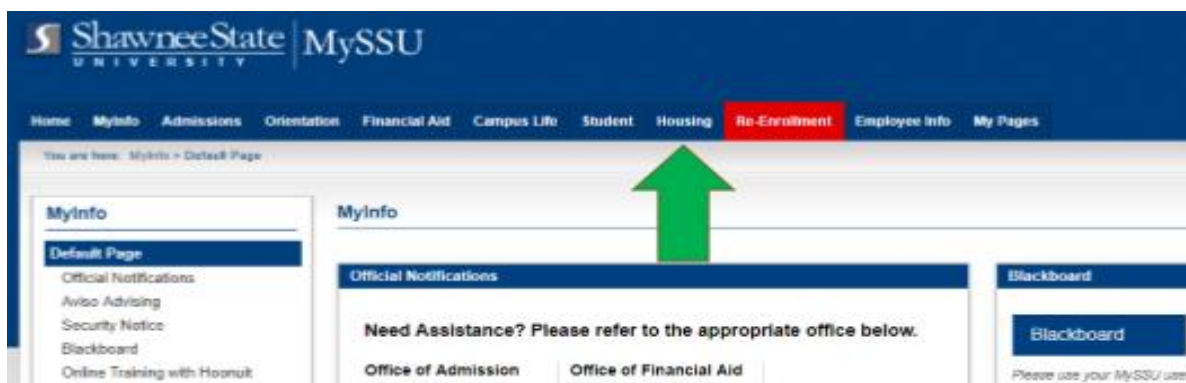 Shawnee State
UNIVERSITY
MySSU
Home MyInfo Admissions Orientation Financial Aid Campus Life Student Housing Re-Enrollment Employee Info My Pages
You are here: MyInfo > Default Page
MyInfo
Default Page
Official Notifications
Aviso Advising
Security Notice
Blackboard
Online Training with Hoonuit
MyInfo
Official Notifications
Need Assistance? Please refer to the appropriate office below.
Office of Admission Office of Financial Aid
Blackboard
Blackboard
Please use your MySSU use